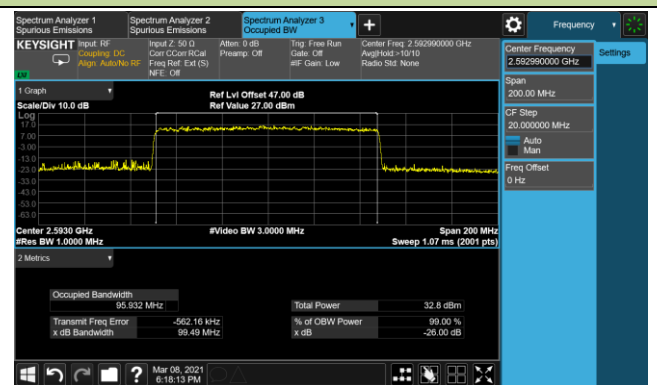 Spectrum Analyzer 1
Spurious Emissions
Spectrum Analyzer 2
Spurious Emissions
Spectrum Analyzer 3
Occupied BW
+
Frequency
KEYSIGHT
Input: RF
Coupling: DC
Align: Auto/No RF
Input Z: 50 Ω
Corr CCorr RCal
Freq Ref: Ext (S)
NFE: Off
Atten: 0 dB
Preamp: Off
Trig: Free Run
Gate: Off
#IF Gain: Low
Center Freq: 2.592990000 GHz
Avg|Hold:>10/10
Radio Std: None
LXI
Center Frequency
2.592990000 GHz
Settings
Span
200.00 MHz
CF Step
20.000000 MHz
Auto
Man
Freq Offset
0 Hz
1 Graph
Scale/Div 10.0 dB
Ref Lvl Offset 47.00 dB
Ref Value 27.00 dBm
Log
17.0
7.00
-3.00
-13.0
-23.0
-33.0
-43.0
-53.0
-63.0
Center 2.5930 GHz
#Res BW 1.0000 MHz
#Video BW 3.0000 MHz
Span 200 MHz
Sweep 1.07 ms (2001 pts)
2 Metrics
Occupied Bandwidth
95.932 MHz
Total Power 32.8 dBm
Transmit Freq Error -562.16 kHz
% of OBW Power 99.00 %
x dB Bandwidth 99.49 MHz
x dB -26.00 dB
?
Mar 08, 2021
6:18:13 PM